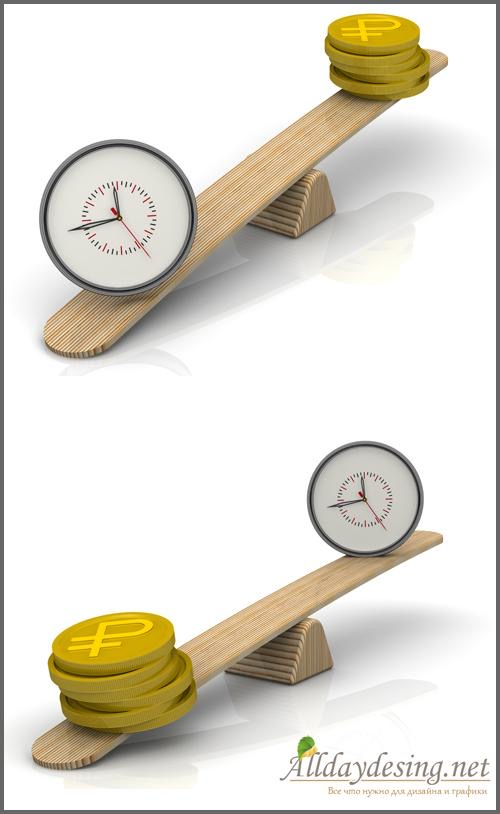 ₽
₽
Alldaydesing.net
Все что нужно для дизайна и графики